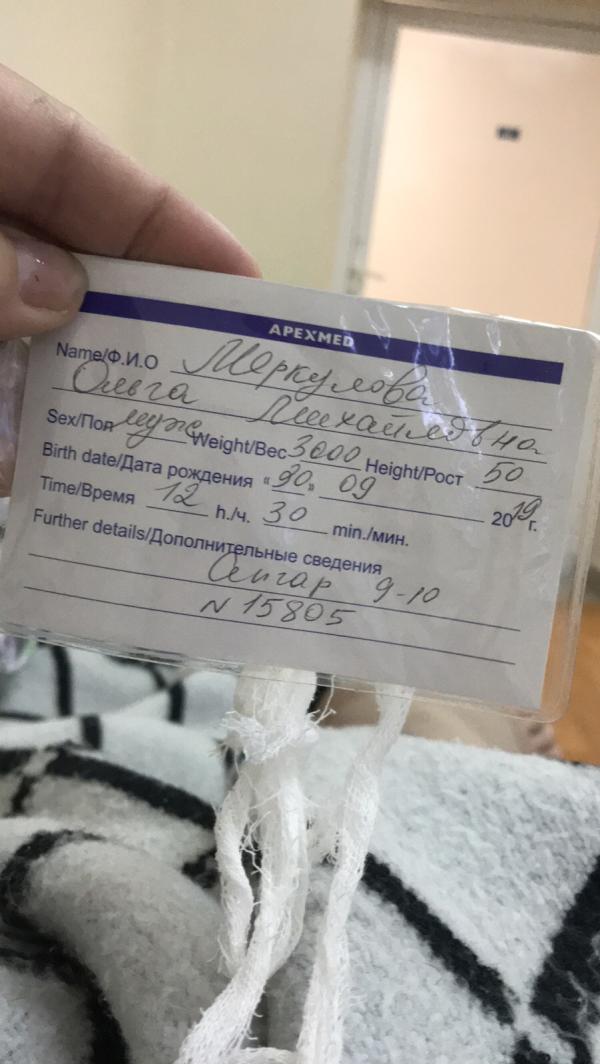 APEXMED
Name/Ф.И.О Меркулова
Ольга Михайловна
Sex/Пол муж Weight/Вес 3000 Height/Рост 50
Birth date/Дата рождения «30» 09 2019 г.
Time/Время 12 h./ч. 30 min./мин.
Further details/Дополнительные сведения
Апгар 9-10
N 15805